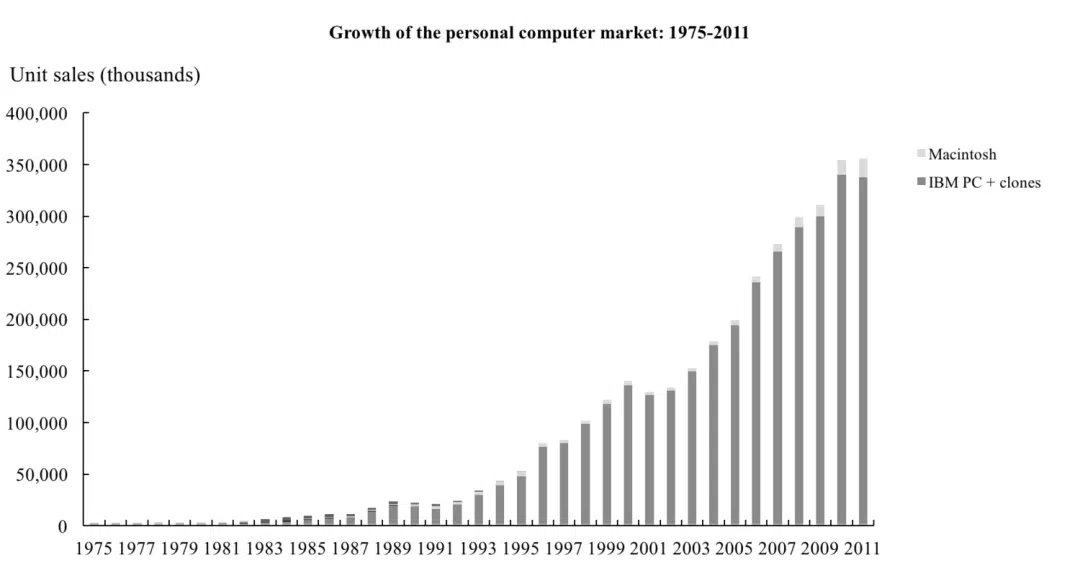 Growth of the personal computer market: 1975-2011
Unit sales (thousands)
400,000
350,000
300,000
250,000
200,000
150,000
100,000
50,000
0
1975 1977 1979 1981 1983 1985 1987 1989 1991 1993 1995 1997 1999 2001 2003 2005 2007 2009 2011
Macintosh
IBM PC + clones